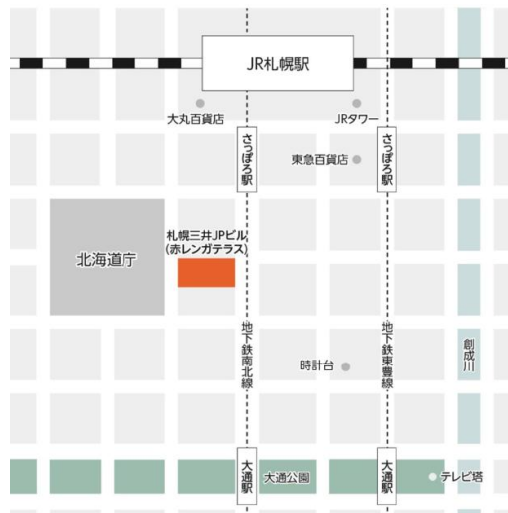 JR札幌駅
大丸百貨店
JRタワー
さっぽろ駅
東急百貨店
さっぽろ駅
札幌三井JPビル
(赤レンガテラス)
北海道庁
地下鉄南北線
地下鉄東豊線
創成川
時計台
大通駅
大通公園
大通駅
テレビ塔